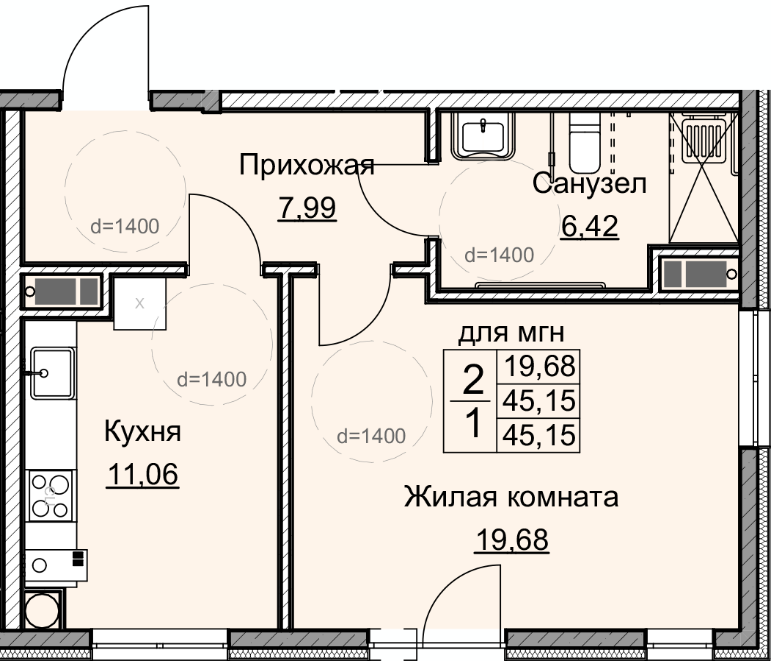 Прихожая
7,99
d=1400
Санузел
6,42
d=1400
х
d=1400
для мгн
2
1
19,68
45,15
45,15
d=1400
Кухня
11,06
Жилая комната
19,68